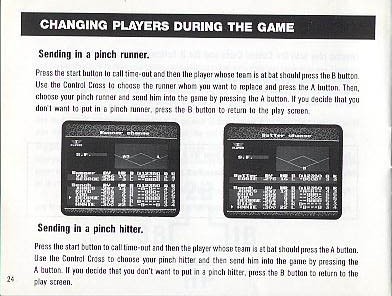 CHANGING PLAYERS DURING THE GAME
Sending in a pinch runner.
Press the start button to call time-out and then the player whose team is at bat should press the B button.
Use the Control Cross to choose the runner whom you want to replace and press the A button. Then,
choose your pinch runner and send him into the game by pressing the A button. If you decide that you
don't want to put in a pinch runner, press the B button to return to the play screen.
Runner change
Batter change
S.F.
S.F.
Sending in a pinch hitter.
Press the start button to call time-out and then the player whose team is at bat should press the A button.
Use the Control Cross to choose your pinch hitter and then send him into the game by pressing the
A button. If you decide that you don't want to put in a pinch hitter, press the B button to return to the
play screen.
24